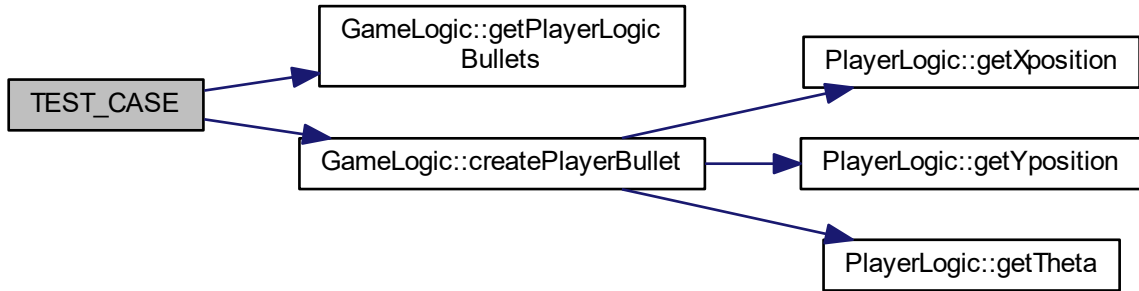 GameLogic::getPlayerLogic
Bullets
PlayerLogic::getXposition
TEST_CASE
GameLogic::createPlayerBullet
PlayerLogic::getYposition
PlayerLogic::getTheta